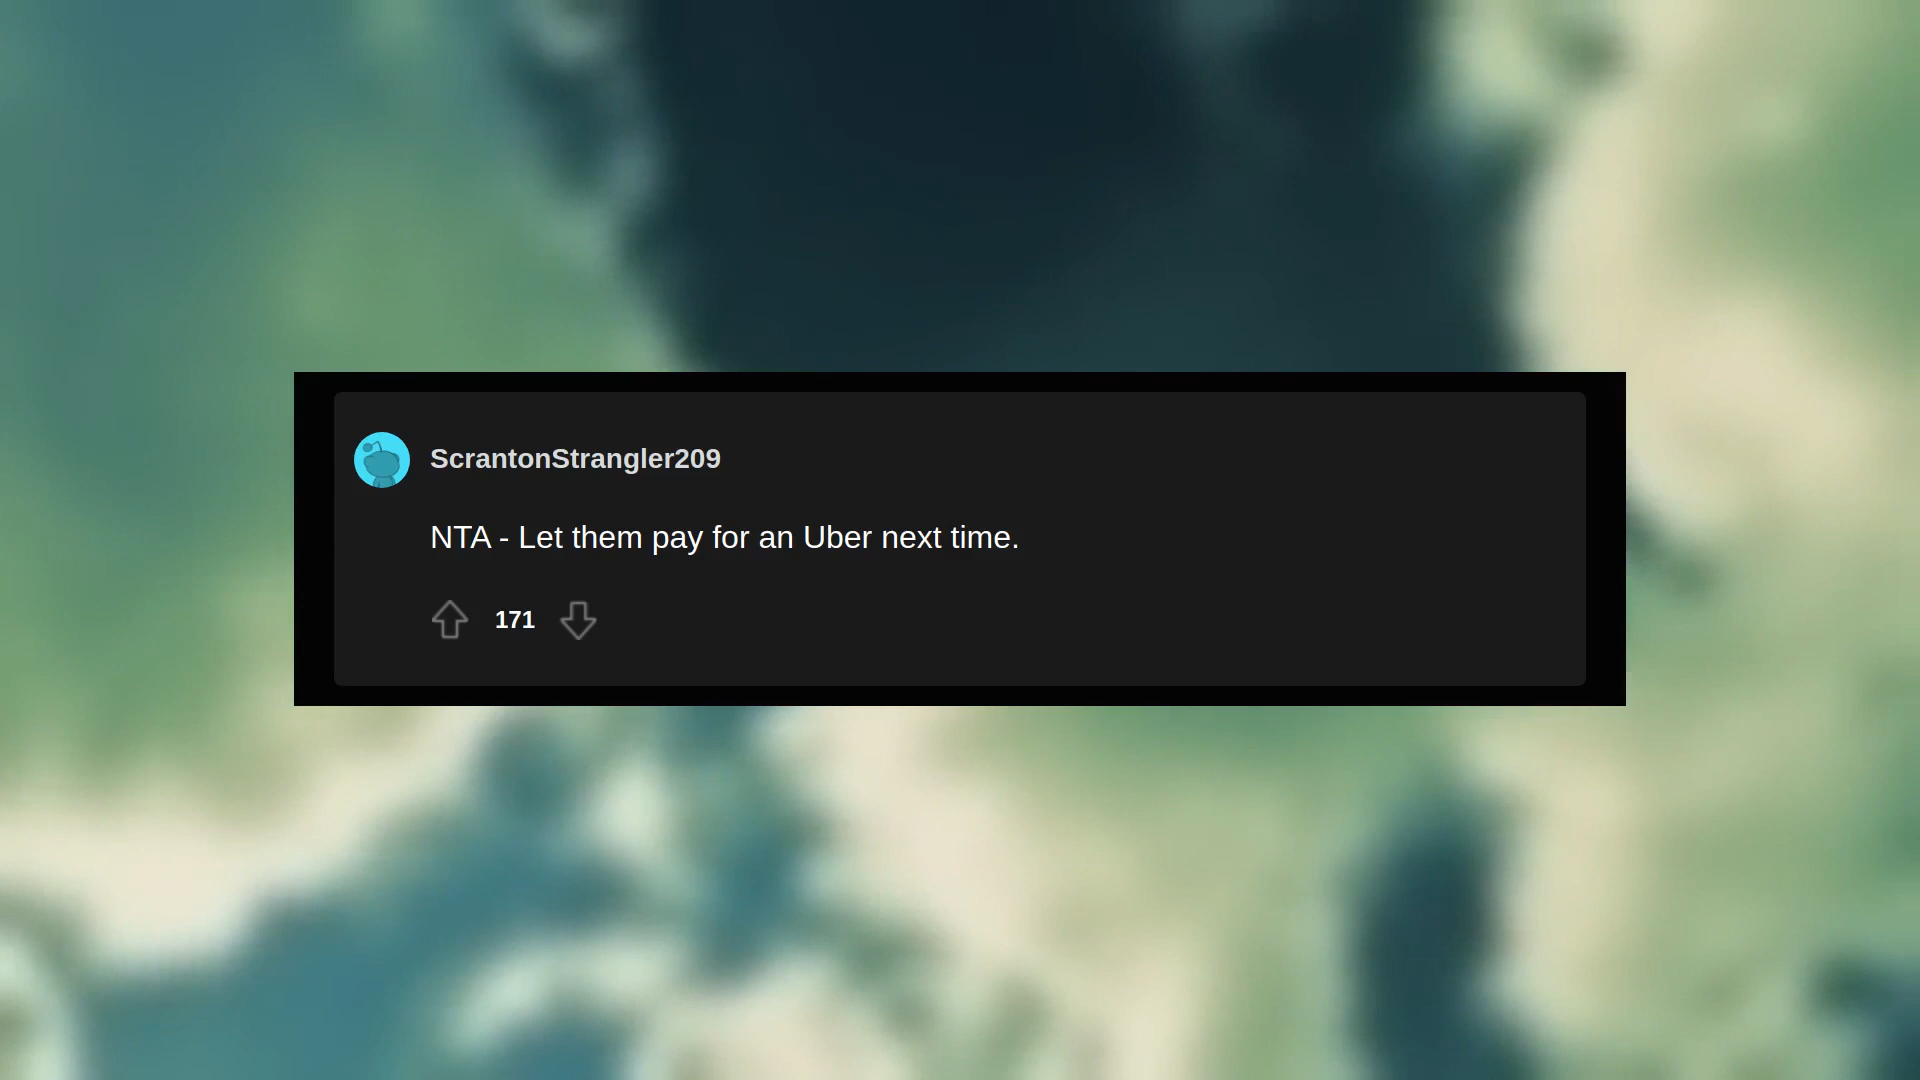 ScrantonStrangler209
NTA - Let them pay for an Uber next time.
171